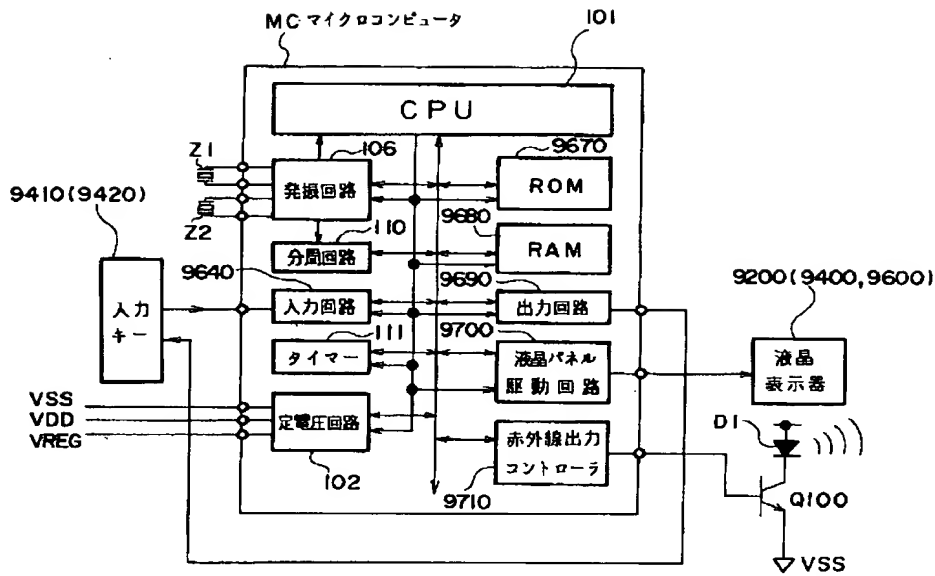 MC マイクロコンピュータ
101
CPU
Z1
106
9670
発振回路
ROM
9410(9420)
Z2
110
9680
分周回路
RAM
9640
9690
9200(9400,9600)
入力
キー
入力回路
出力回路
111
9700
タイマー
液晶パネル
駆動回路
液晶
表示器
VSS
VDD
VREG
定電圧回路
赤外線出力
コントローラ
D1
102
9710
Q100
VSS